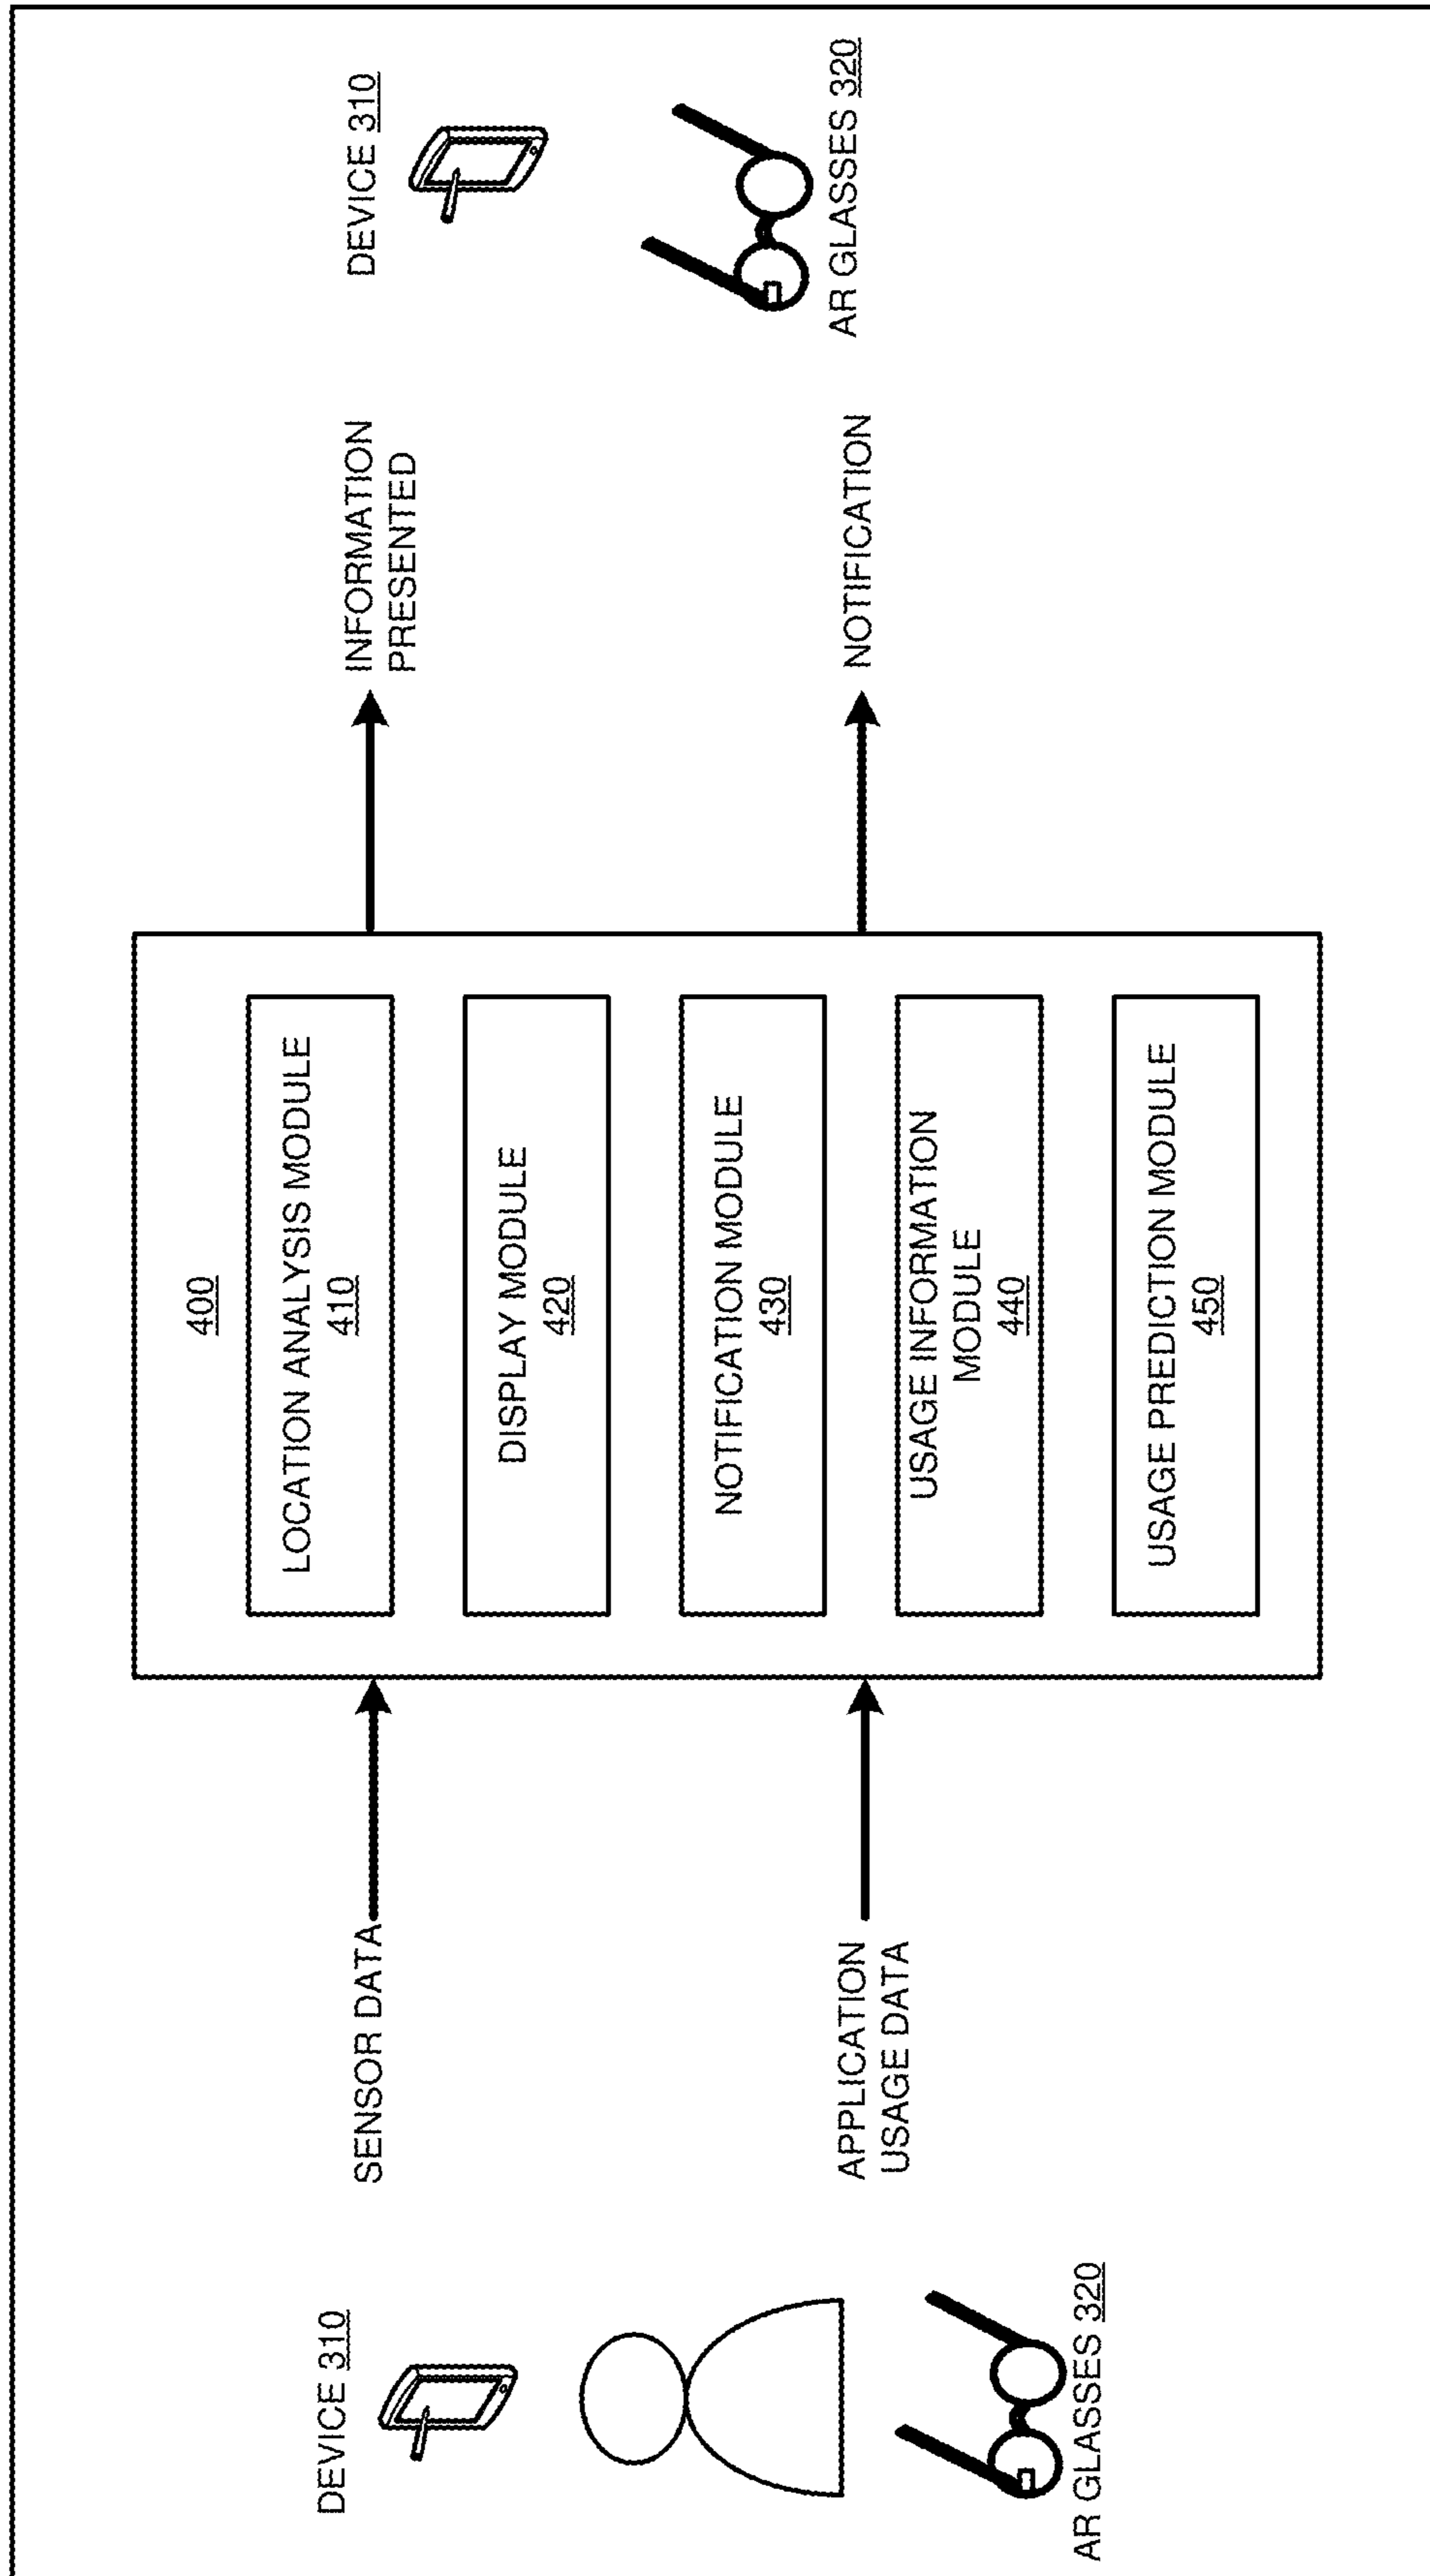 DEVICE 310
AR GLASSES 320
SENSOR DATA
APPLICATION
USAGE DATA
400
LOCATION ANALYSIS MODULE
410
DISPLAY MODULE
420
NOTIFICATION MODULE
430
USAGE INFORMATION
MODULE
440
USAGE PREDICTION MODULE
450
INFORMATION
PRESENTED
NOTIFICATION
DEVICE 310
AR GLASSES 320